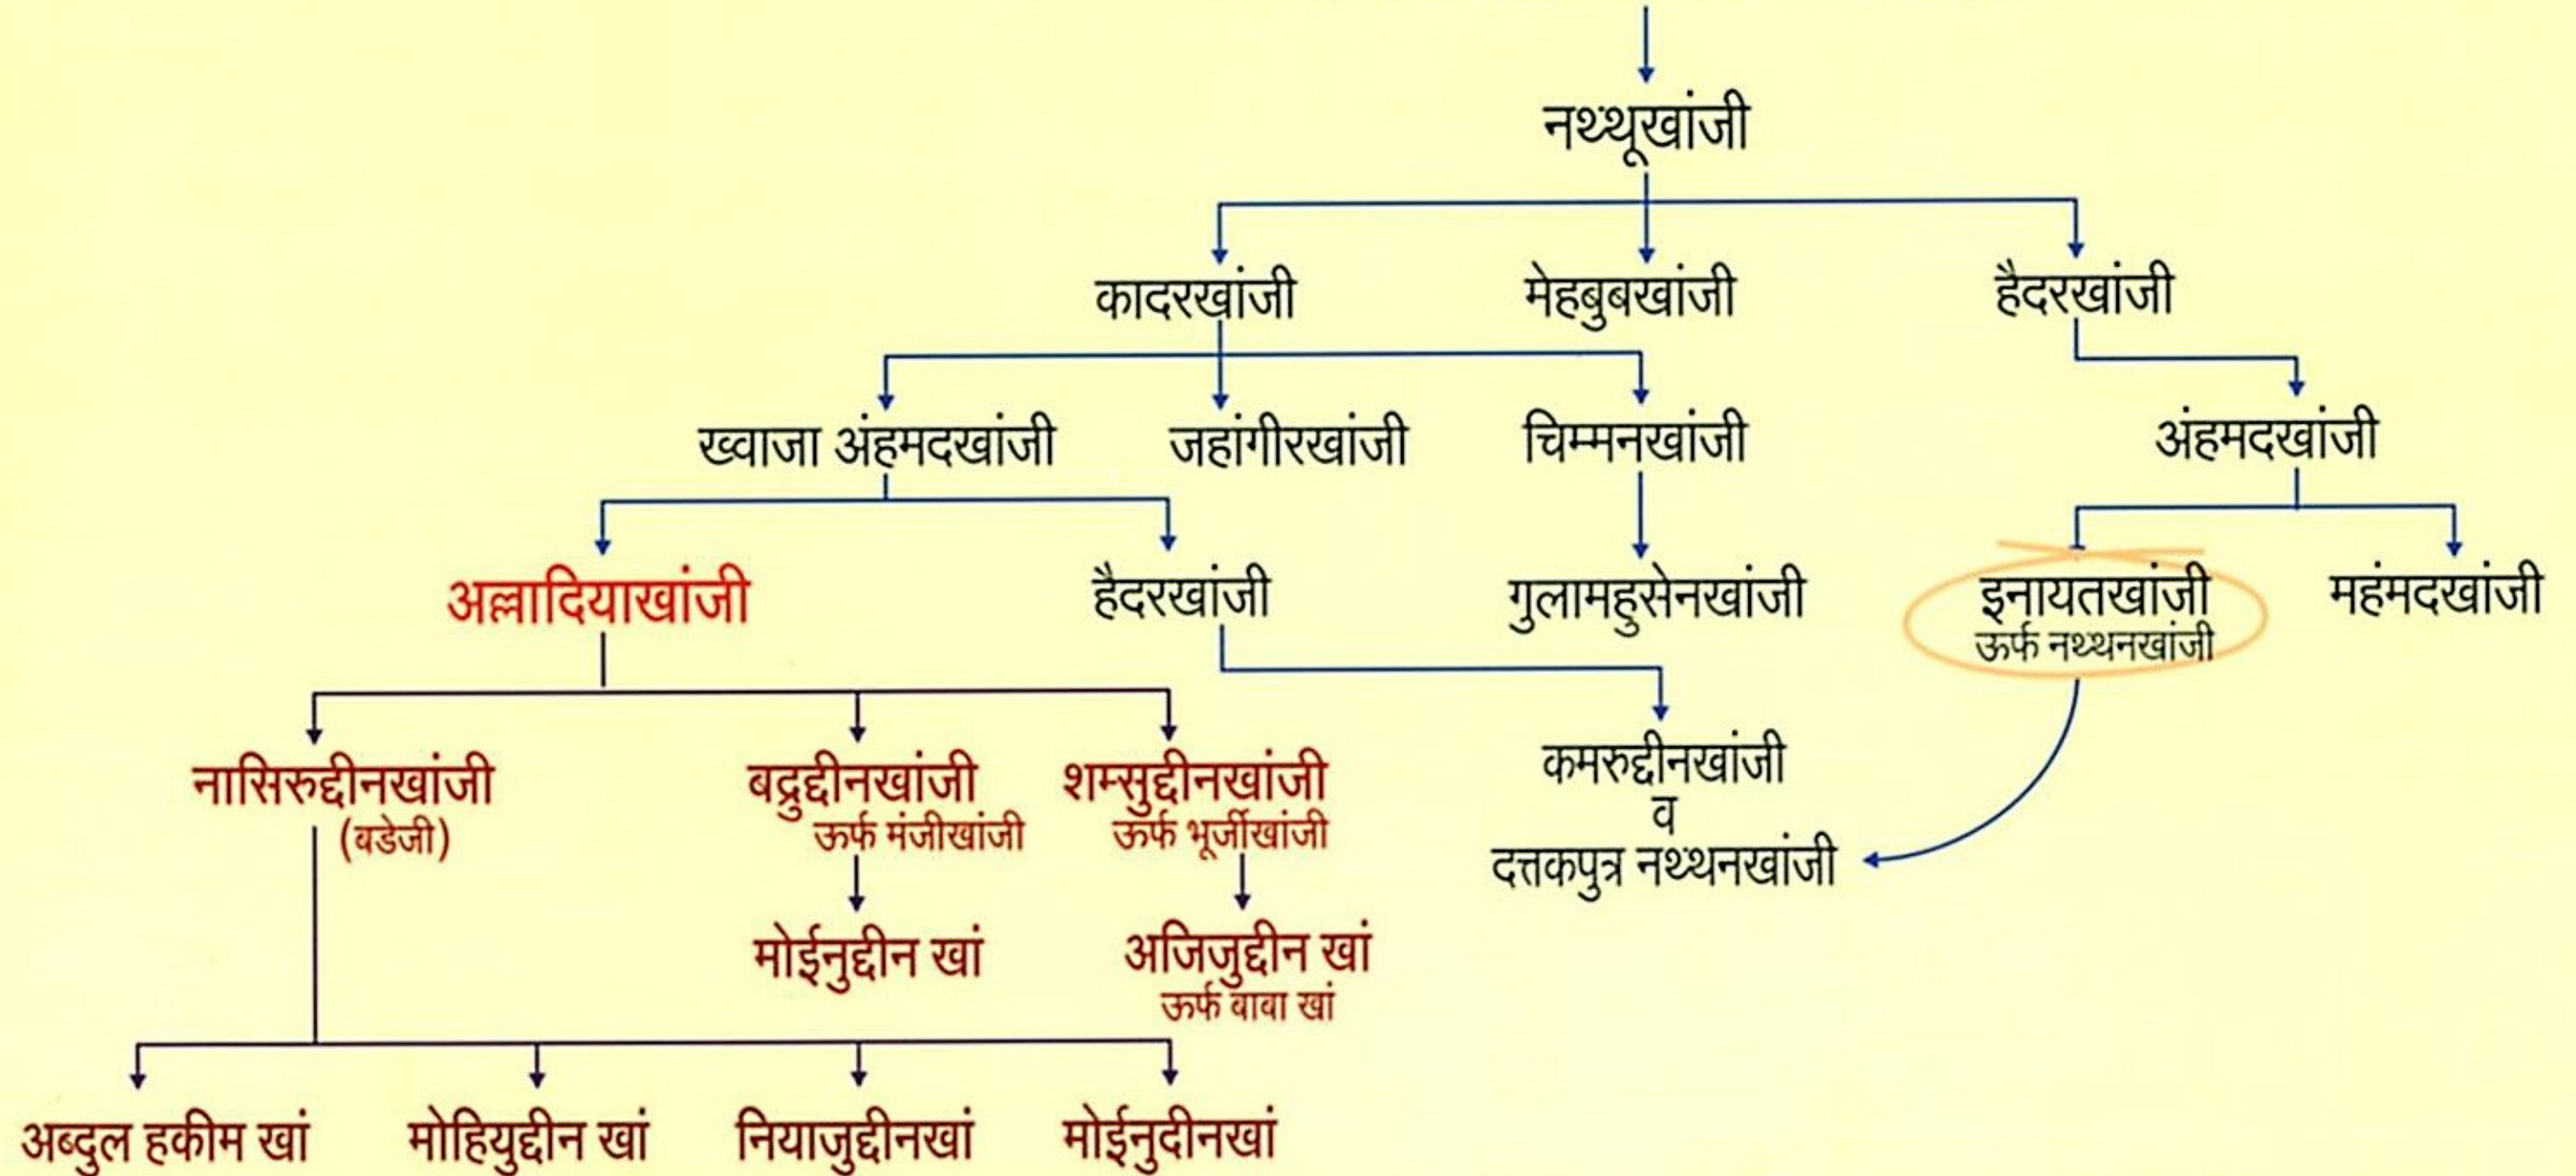 नथ्थूखांजी
कादरखांजी मेहबुबखांजी हैदरखांजी
ख्वाजा अंहमदखांजी जहांगीरखांजी चिम्मनखांजी अंहमदखांजी
अल्लादियाखांजी हैदरखांजी गुलामहुसेनखांजी इनायतखांजी महंमदखांजी
ऊर्फ नथ्थनखांजी
नासिरुद्दीनखांजी बद्रुद्दीनखांजी शम्सुद्दीनखांजी कमरुद्दीनखांजी
(वडेजी) ऊर्फ मंजीखांजी ऊर्फ भूर्जीखांजी व
दत्तकपुत्र नथ्थनखांजी
मोईनुद्दीन खां अजिजुद्दीन खां
ऊर्फ वावा खां
अब्दुल हकीम खां मोहियुद्दीन खां नियाजुद्दीनखां मोईनुदीनखां